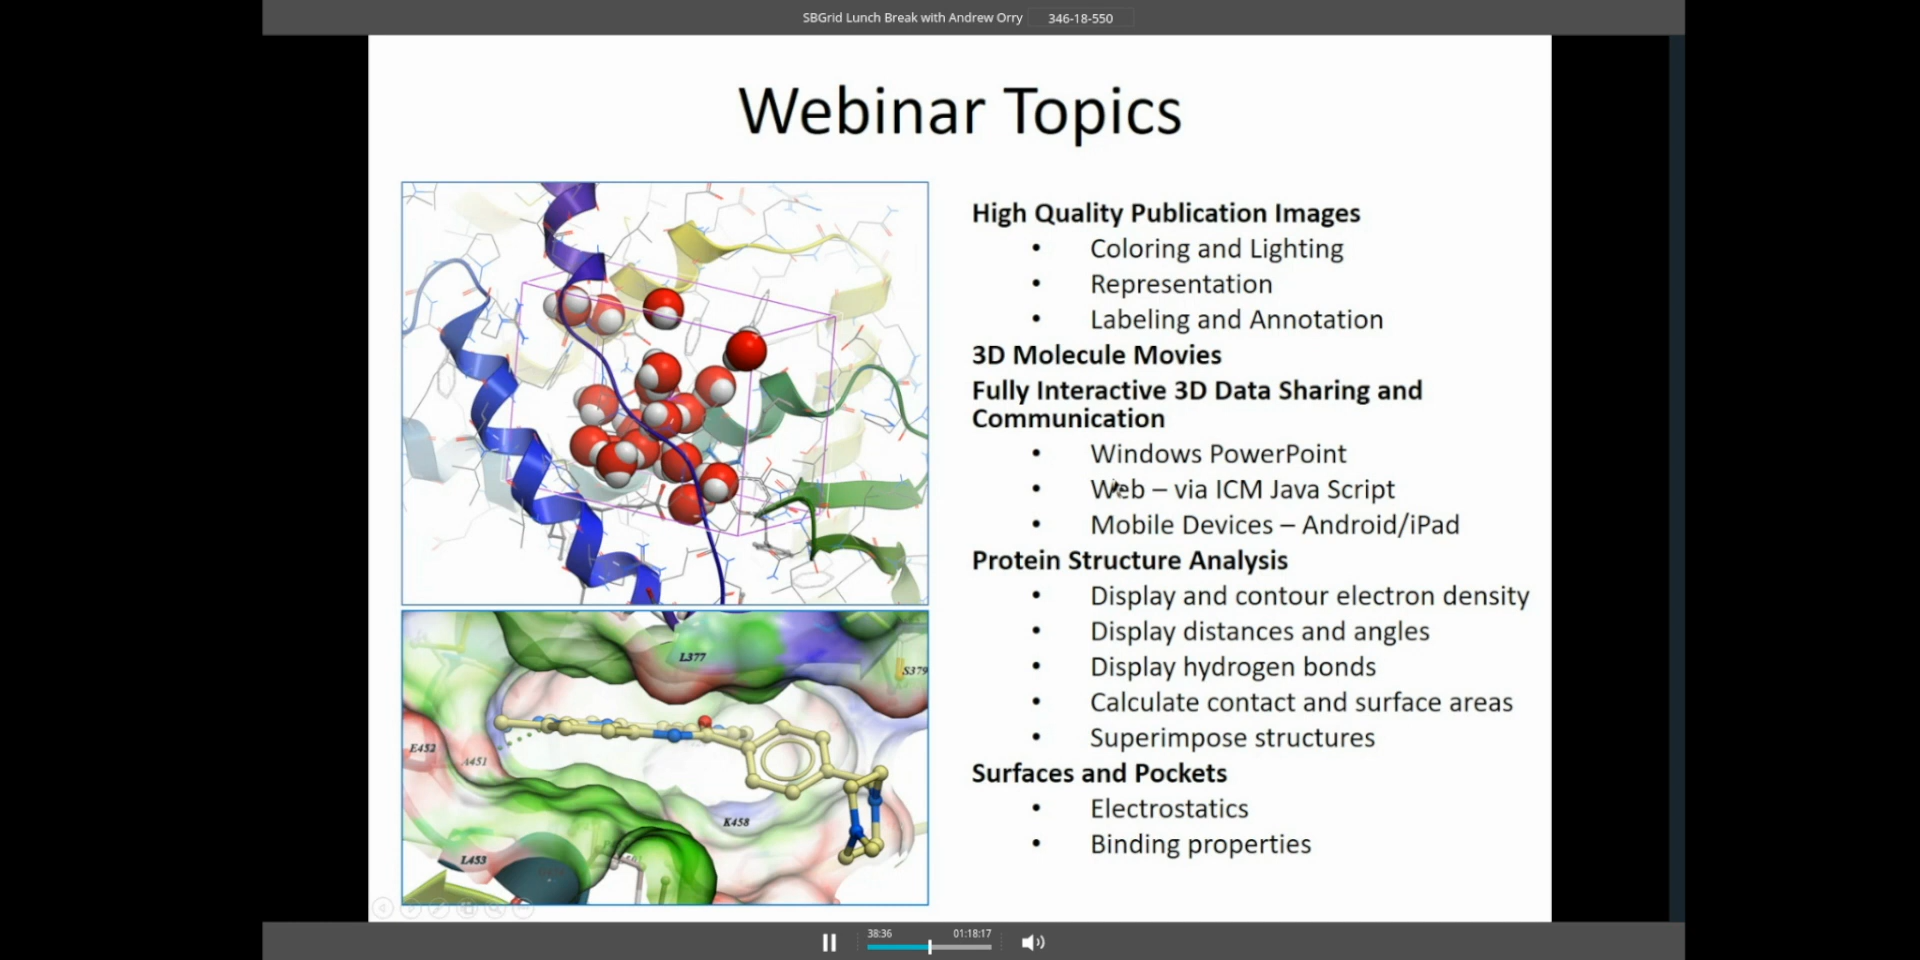 SBGrid Lunch Break with Andrew Orry 346-18-550
Webinar Topics
High Quality Publication Images
• Coloring and Lighting
• Representation
• Labeling and Annotation
3D Molecule Movies
Fully Interactive 3D Data Sharing and
Communication
• Windows PowerPoint
• Web – via ICM Java Script
• Mobile Devices – Android/iPad
Protein Structure Analysis
• Display and contour electron density
• Display distances and angles
• Display hydrogen bonds
• Calculate contact and surface areas
• Superimpose structures
Surfaces and Pockets
• Electrostatics
• Binding properties
L377
S379
E452
A451
K458
L453
38:36 01:18:17